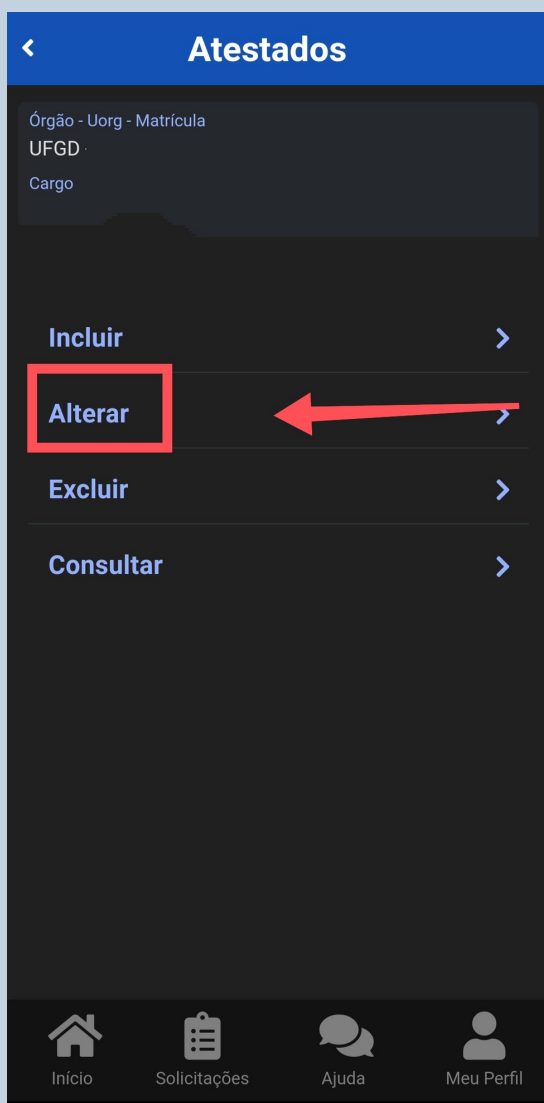 Atestados
Órgão - Uorg - Matrícula
UFGD
Cargo
Incluir
Alterar
Excluir
Consultar
Início
Solicitações
Ajuda
Meu Perfil